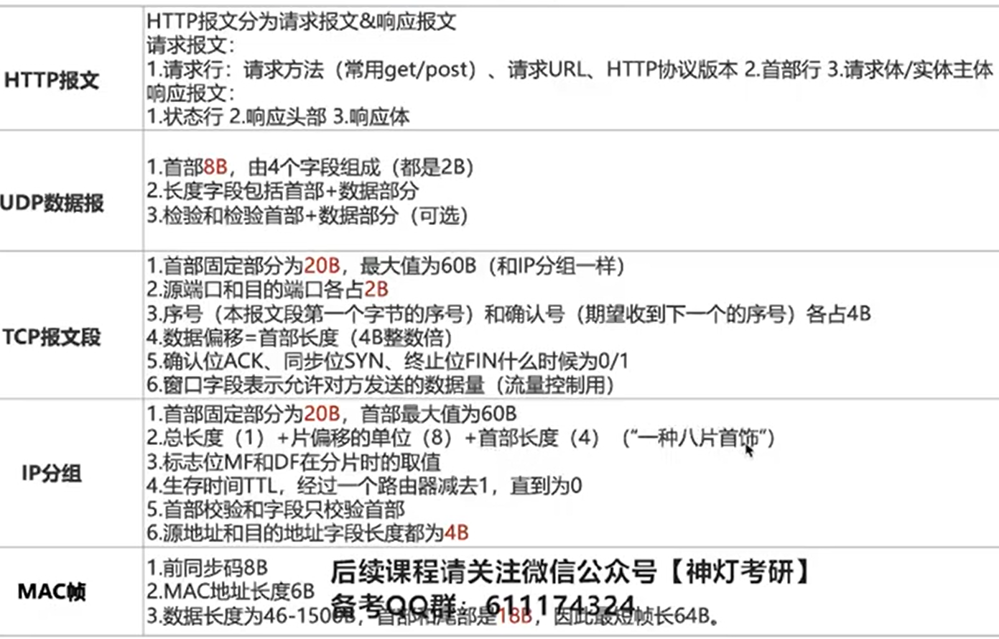 HTTP报文
HTTP报文分为请求报文&响应报文
请求报文：
1.请求行：请求方法（常用get/post）、请求URL、HTTP协议版本 2.首部行 3.请求体/实体主体
响应报文：
1.状态行 2.响应头部 3.响应体
UDP数据报
1.首部8B，由4个字段组成（都是2B）
2.长度字段包括首部+数据部分
3.检验和检验首部+数据部分（可选）
TCP报文段
1.首部固定部分为20B，最大值为60B（和IP分组一样）
2.源端口和目的端口各占2B
3.序号（本报文段第一个字节的序号）和确认号（期望收到下一个的序号）各占4B
4.数据偏移=首部长度（4B整数倍）
5.确认位ACK、同步位SYN、终止位FIN什么时候为0/1
6.窗口字段表示允许对方发送的数据量（流量控制用）
IP分组
1.首部固定部分为20B，首部最大值为60B
2.总长度（1）+片偏移的单位（8）+首部长度（4）（“一种八片首饰”）
3.标志位MF和DF在分片时的取值
4.生存时间TTL，经过一个路由器减去1，直到为0
5.首部校验和字段只校验首部
6.源地址和目的地址字段长度都为4B
MAC帧
1.前同步码8B
2.MAC地址长度6B
3.数据长度为46-1500B，首部和尾部是18B，因此最短帧长64B。
后续课程请关注微信公众号【神灯考研】
备考QQ群：611174324